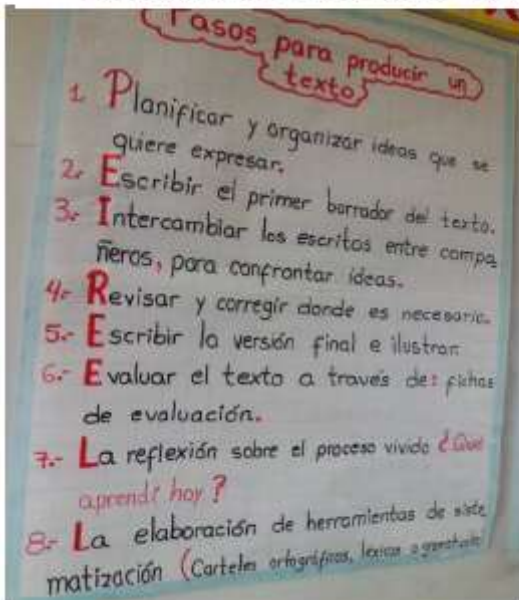 Pasos para producir un
texto
1 Planificar y organizar ideas que se
quiere expresar.
2.- Escribir el primer borrador del texto.
3.- Intercambiar los escritos entre compa
ñeros, para confrontar ideas.
4.- Revisar y corregir donde es necesario.
5.- Escribir la versión final e ilustrar.
6.- Evaluar el texto a través de: fichas
de evaluación.
7.- La reflexión sobre el proceso vivido ¿Qué
aprendí hoy?
8.- La elaboración de herramientas de siste
matización (Carteles ortográficos, léxicos o gramaticales)